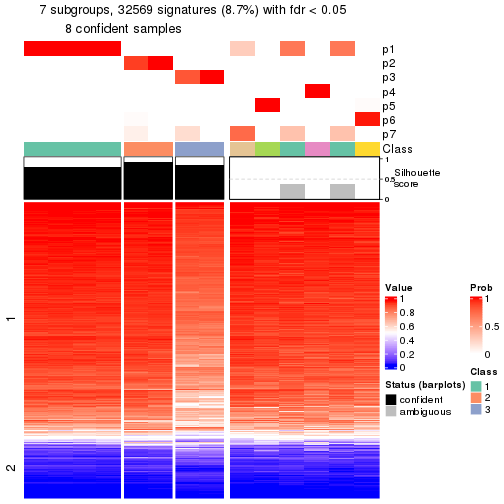 7 subgroups, 32569 signatures (8.7%) with fdr < 0.05
8 confident samples
p1
p2
p3
p4
p5
p6
p7
Class
1
0.5
0
Silhouette
score
1
2
Value
1
0.8
0.6
0.4
0.2
0
Status (barplots)
confident
ambiguous
Prob
1
0.5
0
Class
1
2
3